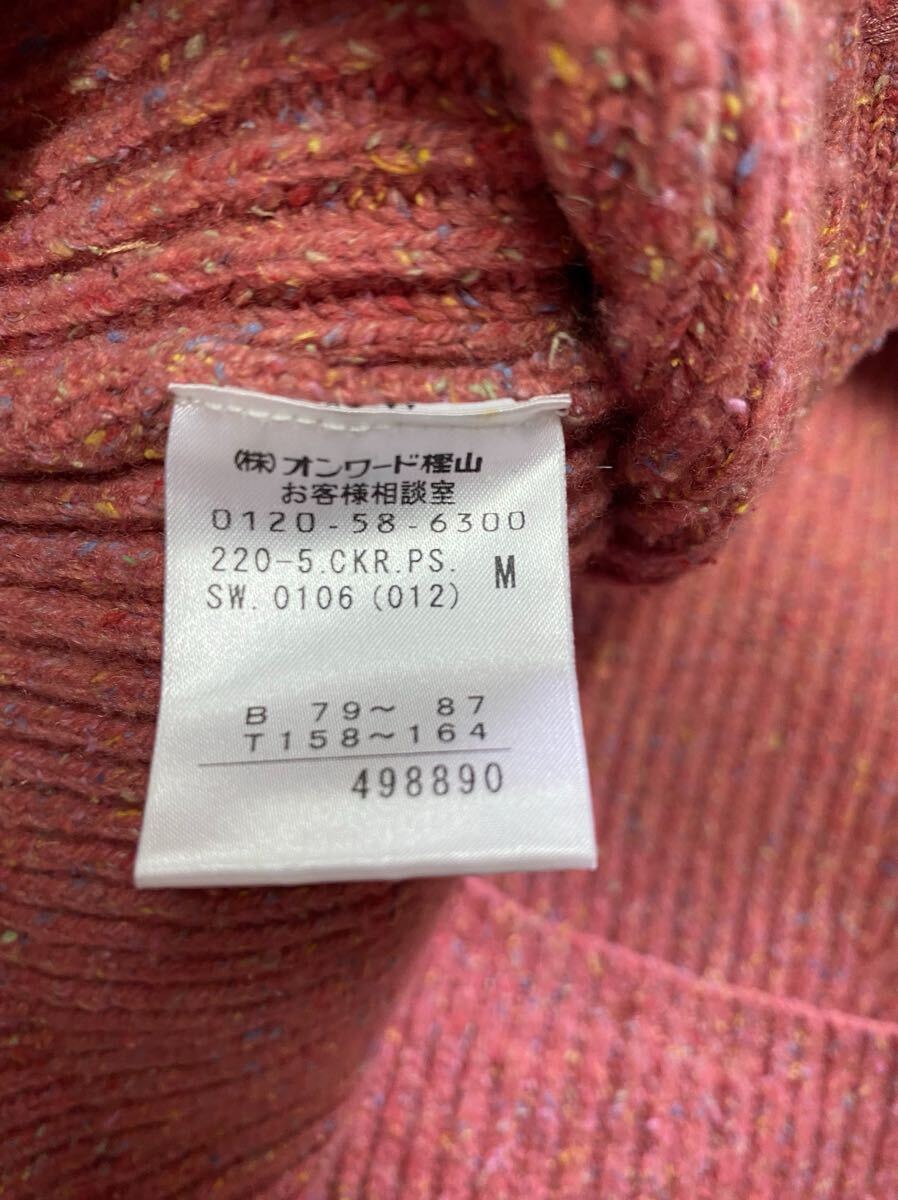 (株)オンワード樫山
お客様相談室
0120-58-6300
220-5.CKR.PS. M
SW. 0106 (012)
B 79～ 87
T158～164
498890